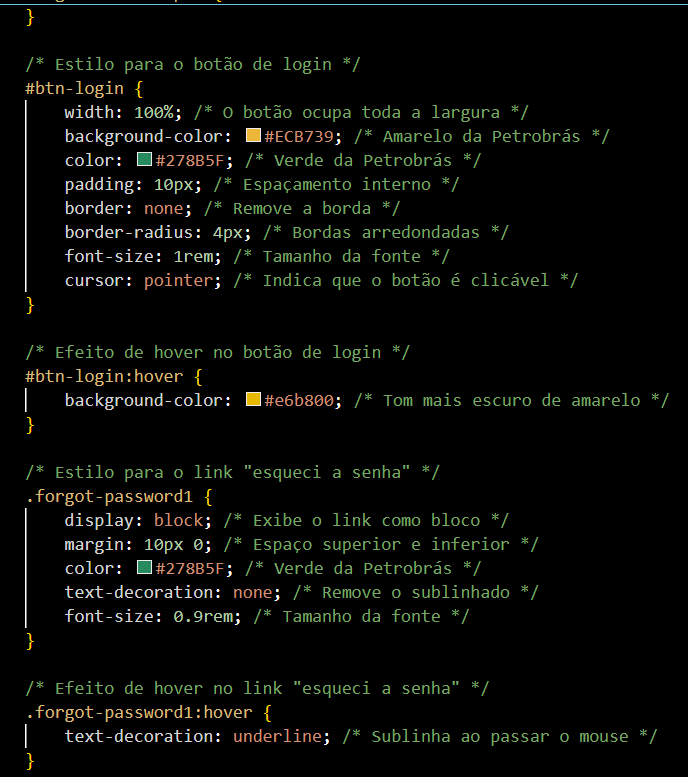 }
/* Estilo para o botão de login */
#btn-login {
width: 100%; /* O botão ocupa toda a largura */
background-color: #ECB739; /* Amarelo da Petrobrás */
color: #278B5F; /* Verde da Petrobrás */
padding: 10px; /* Espaçamento interno */
border: none; /* Remove a borda */
border-radius: 4px; /* Bordas arredondadas */
font-size: 1rem; /* Tamanho da fonte */
cursor: pointer; /* Indica que o botão é clicável */
}
/* Efeito de hover no botão de login */
#btn-login:hover {
background-color: #e6b800; /* Tom mais escuro de amarelo */
}
/* Estilo para o link "esqueci a senha" */
.forgot-password1 {
display: block; /* Exibe o link como bloco */
margin: 10px 0; /* Espaço superior e inferior */
color: #278B5F; /* Verde da Petrobrás */
text-decoration: none; /* Remove o sublinhado */
font-size: 0.9rem; /* Tamanho da fonte */
}
/* Efeito de hover no link "esqueci a senha" */
.forgot-password1:hover {
text-decoration: underline; /* Sublinha ao passar o mouse */
}